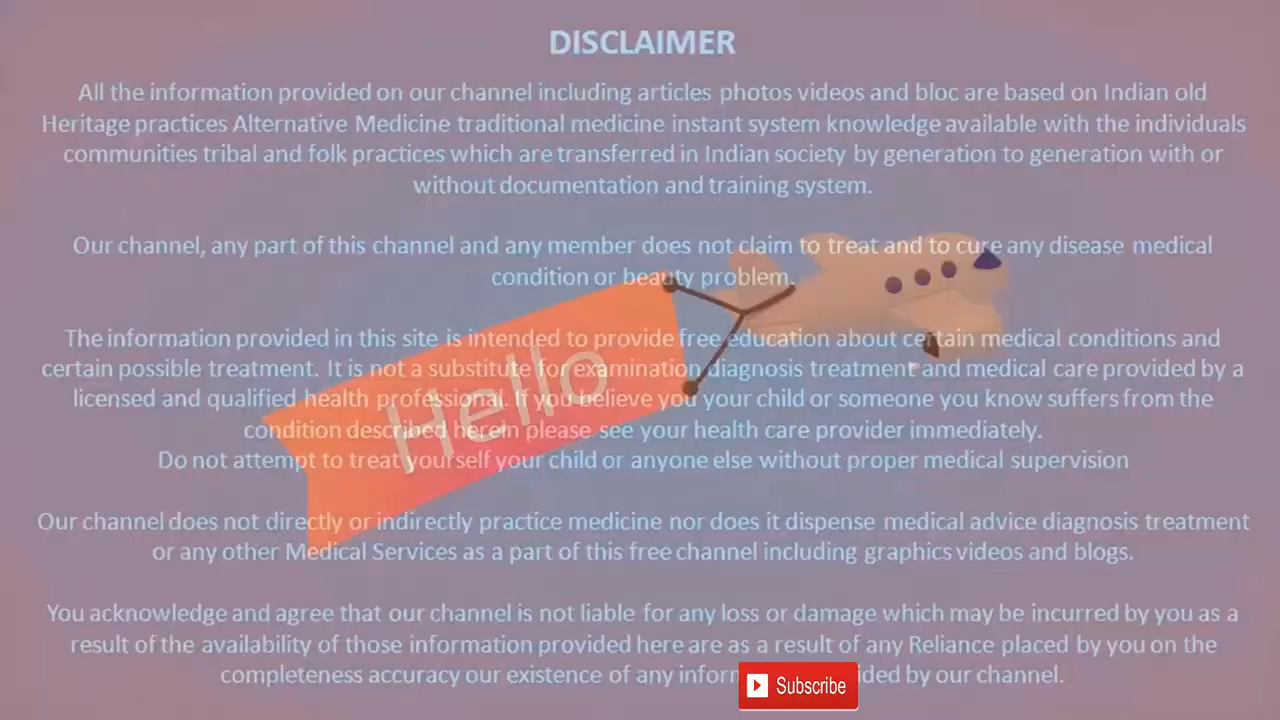 DISCLAIMER
All the information provided on our channel including articles photos videos and bloc are based on Indian old
Heritage practices Alternative Medicine traditional medicine instant system knowledge available with the individuals
communities tribal and folk practices which are transferred in Indian society by generation to generation with or
without documentation and training system.
Our channel, any part of this channel and any member does not claim to treat and to cure any disease medical
condition or beauty problem.
The information provided in this site is intended to provide free education about certain medical conditions and
certain possible treatment. It is not a substitute for examination diagnosis treatment and medical care provided by a
licensed and qualified health professional. If you believe you your child or someone you know suffers from the
condition described herein please see your health care provider immediately.
Do not attempt to treat yourself your child or anyone else without proper medical supervision
Hello
Our channel does not directly or indirectly practice medicine nor does it dispense medical advice diagnosis treatment
or any other Medical Services as a part of this free channel including graphics videos and blogs.
You acknowledge and agree that our channel is not liable for any loss or damage which may be incurred by you as a
result of the availability of those information provided here are as a result of any Reliance placed by you on the
completeness accuracy our existence of any by our channel.
Subscribe